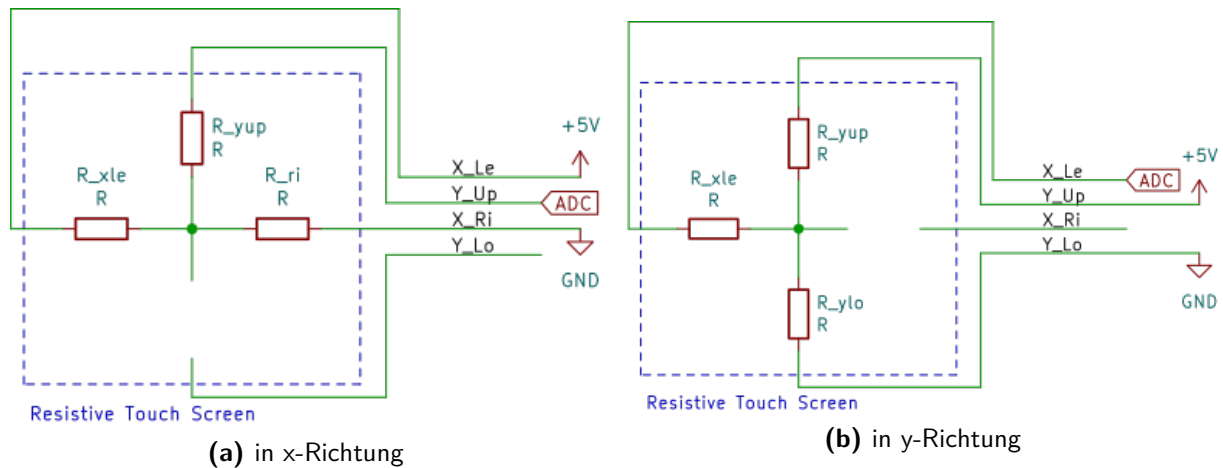 R_yup
R
+5V
R_xle
R
R_ri
R
X_Le
Y_Up
ADC
X_Ri
Y_Lo
GND
Resistive Touch Screen
(a) in x-Richtung
R_yup
R
+5V
R_xle
R
X_Le
ADC
Y_Up
X_Ri
Y_Lo
R_ylo
R
GND
Resistive Touch Screen
(b) in y-Richtung